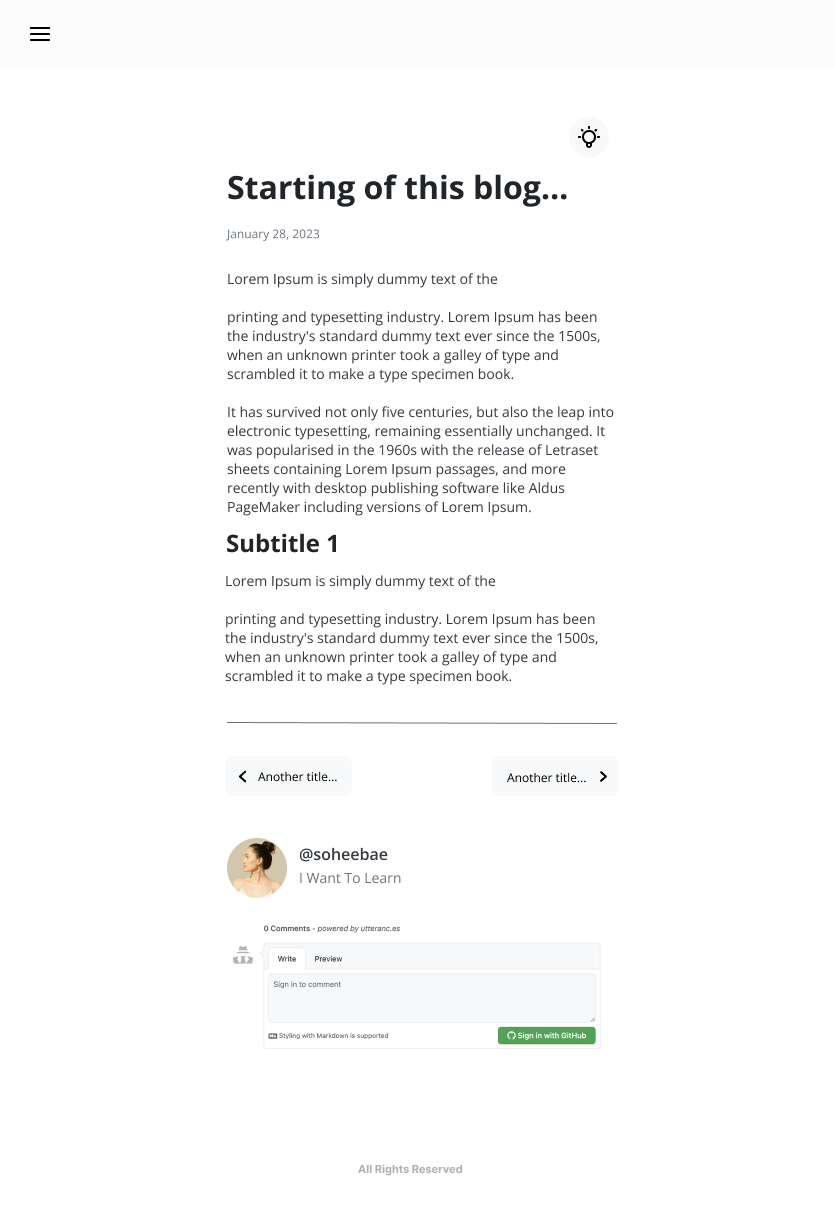 Starting of this blog...
January 28, 2023
Lorem Ipsum is simply dummy text of the
printing and typesetting industry. Lorem Ipsum has been
the industry's standard dummy text ever since the 1500s,
when an unknown printer took a galley of type and
scrambled it to make a type specimen book.
It has survived not only five centuries, but also the leap into
electronic typesetting, remaining essentially unchanged. It
was popularised in the 1960s with the release of Letraset
sheets containing Lorem Ipsum passages, and more
recently with desktop publishing software like Aldus
PageMaker including versions of Lorem Ipsum.
Subtitle 1
Lorem Ipsum is simply dummy text of the
printing and typesetting industry. Lorem Ipsum has been
the industry's standard dummy text ever since the 1500s,
when an unknown printer took a galley of type and
scrambled it to make a type specimen book.
Another title...
Another title...
@soheebae
I Want To Learn
0 Comments - powered by utteranc.es
Write Preview
Sign in to comment
Styling with Markdown is supported
Sign in with GitHub
All Rights Reserved